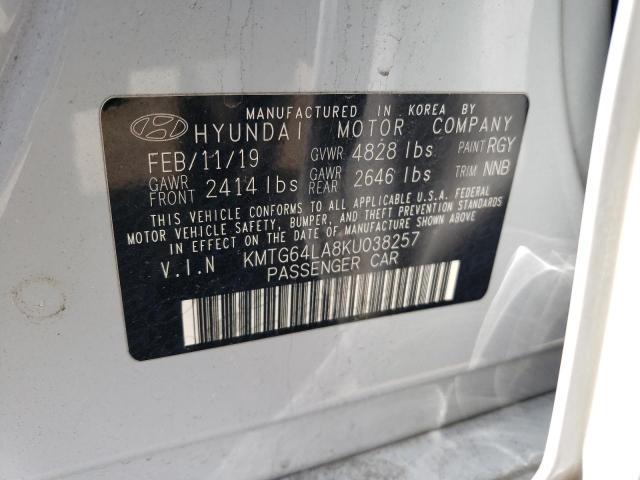 MANUFACTURED IN KOREA BY
HYUNDAI MOTOR COMPANY
FEB/11/19 GVWR 4828 lbs PAINT RGY
GAWR FRONT 2414 lbs GAWR REAR 2646 lbs TRIM NNB
THIS VEHICLE CONFORMS TO ALL APPLICABLE U.S.A. FEDERAL
MOTOR VEHICLE SAFETY, BUMPER, AND THEFT PREVENTION
STANDARDS IN EFFECT ON THE DATE OF MANUFACTURE SHOWN ABOVE.
V.I.N KMTG64LA8KU038257
PASSENGER CAR